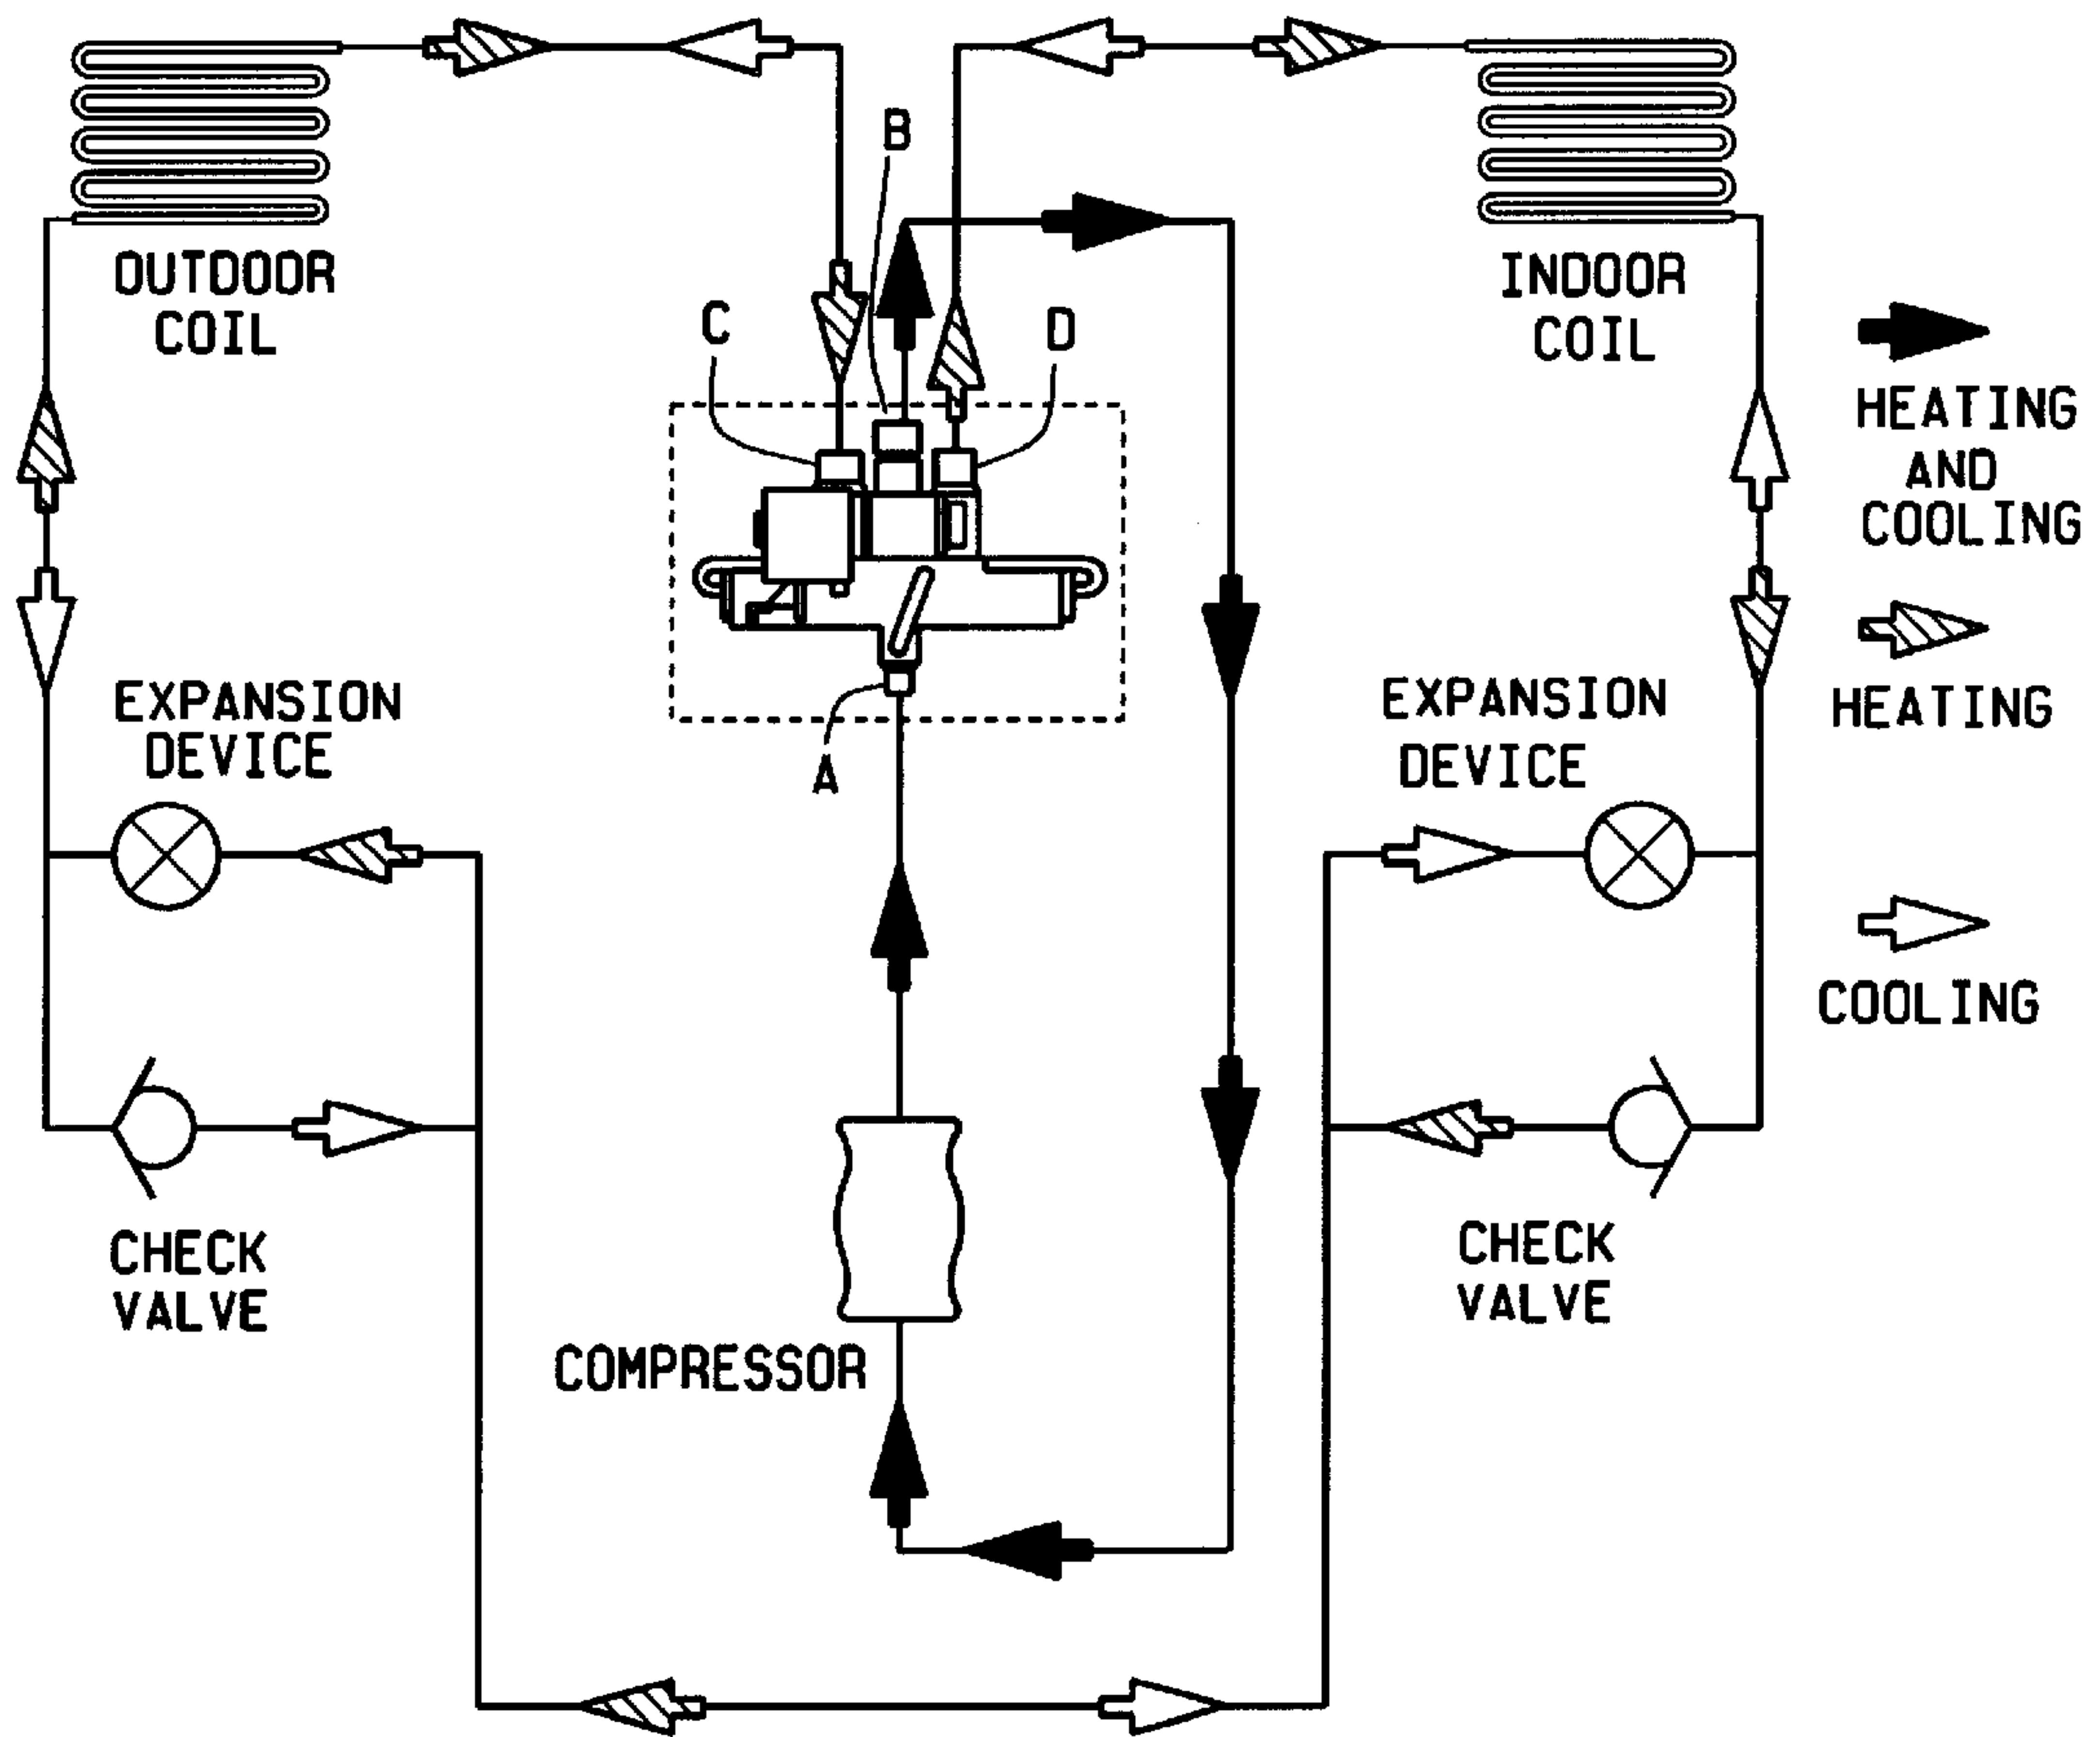 B
OUTDOOR
COIL
C
D
INDOOR
COIL
HEATING
AND
COOLING
EXPANSION
DEVICE
A
EXPANSION
DEVICE
HEATING
COOLING
CHECK
VALVE
COMPRESSOR
CHECK
VALVE